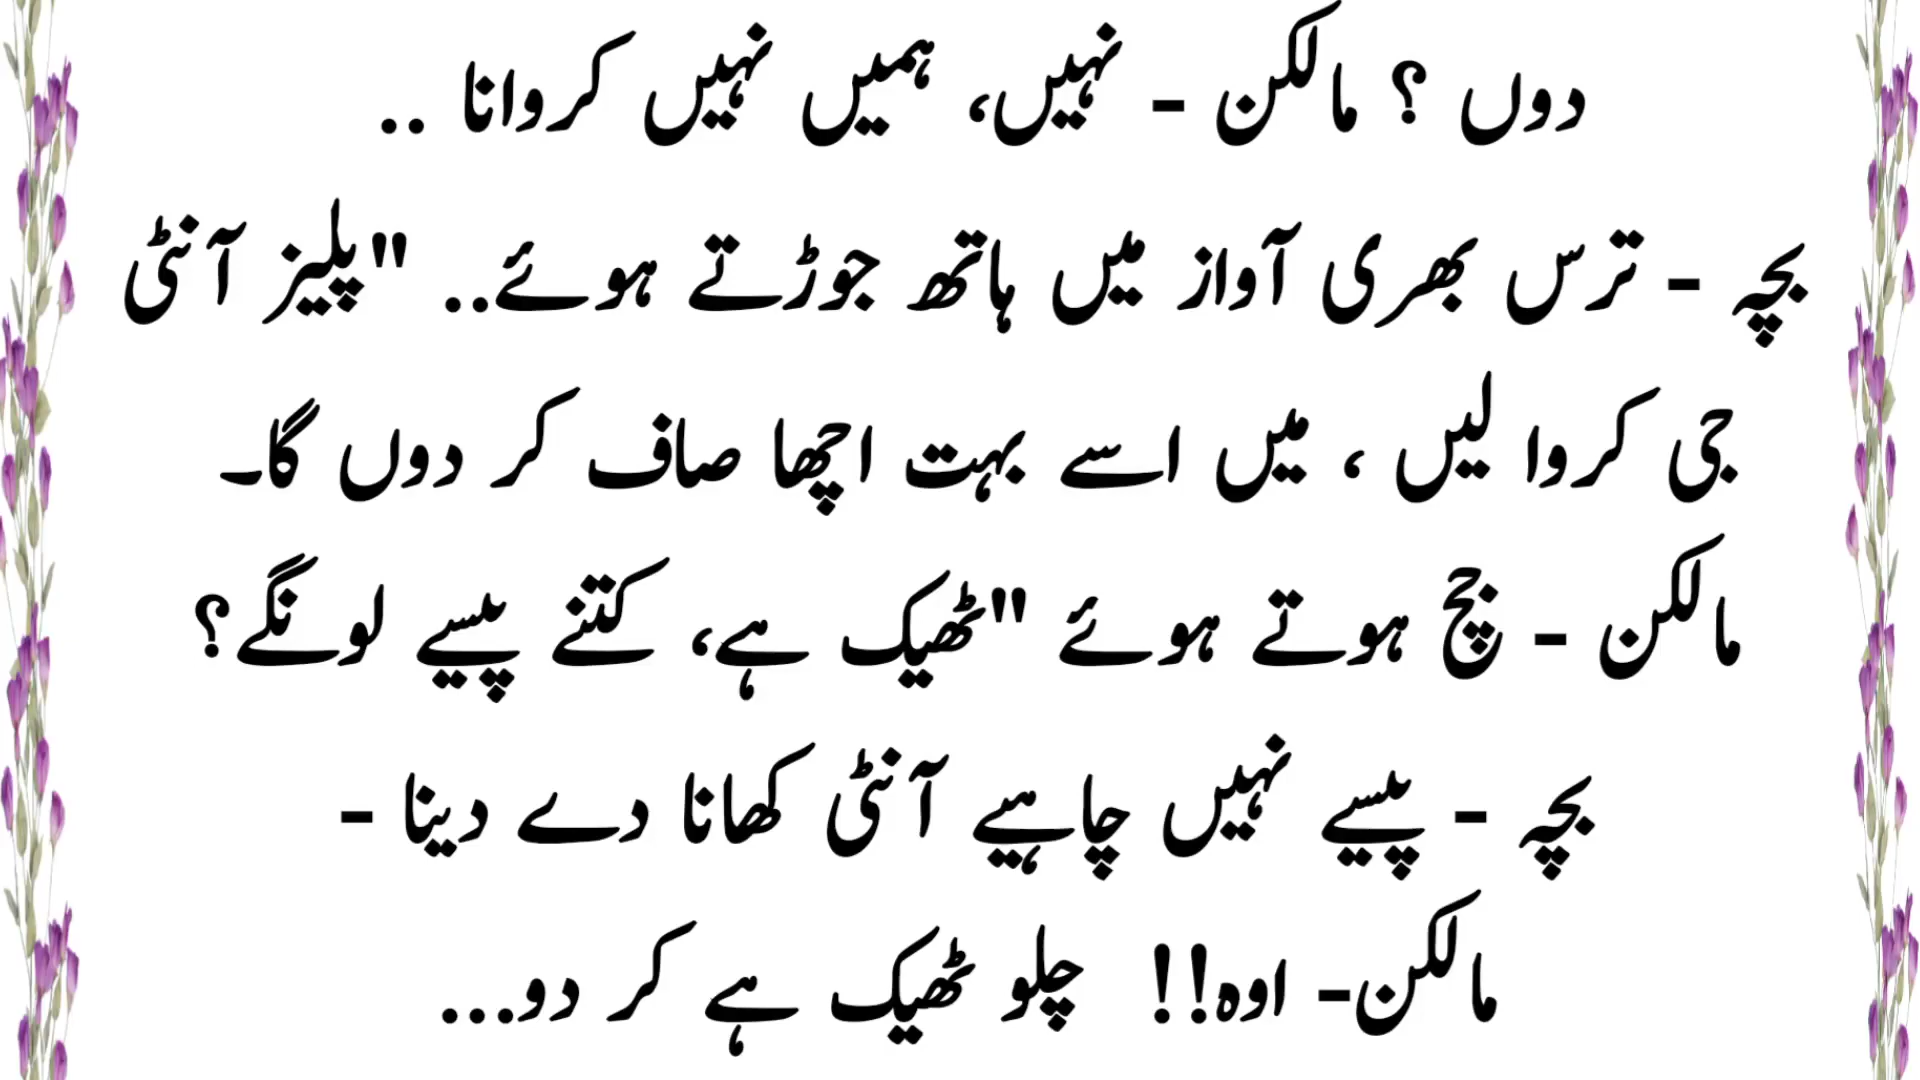 دوں ؟ مالکن - نہیں، ہمیں نہیں کروانا ..
بچہ - ترس بھری آواز میں ہاتھ جوڑتے ہوئے.. "پلیز آنٹی
جی کروا لیں ، میں اسے بہت اچھا صاف کر دوں گا۔
مالکن - چچ ہوتے ہوئے "ٹھیک ہے، کتنے پیسے لونگے؟
بچہ - پیسے نہیں چاہیے آنٹی کھانا دے دینا -
مالکن- اوہ!! چلو ٹھیک ہے کر دو...